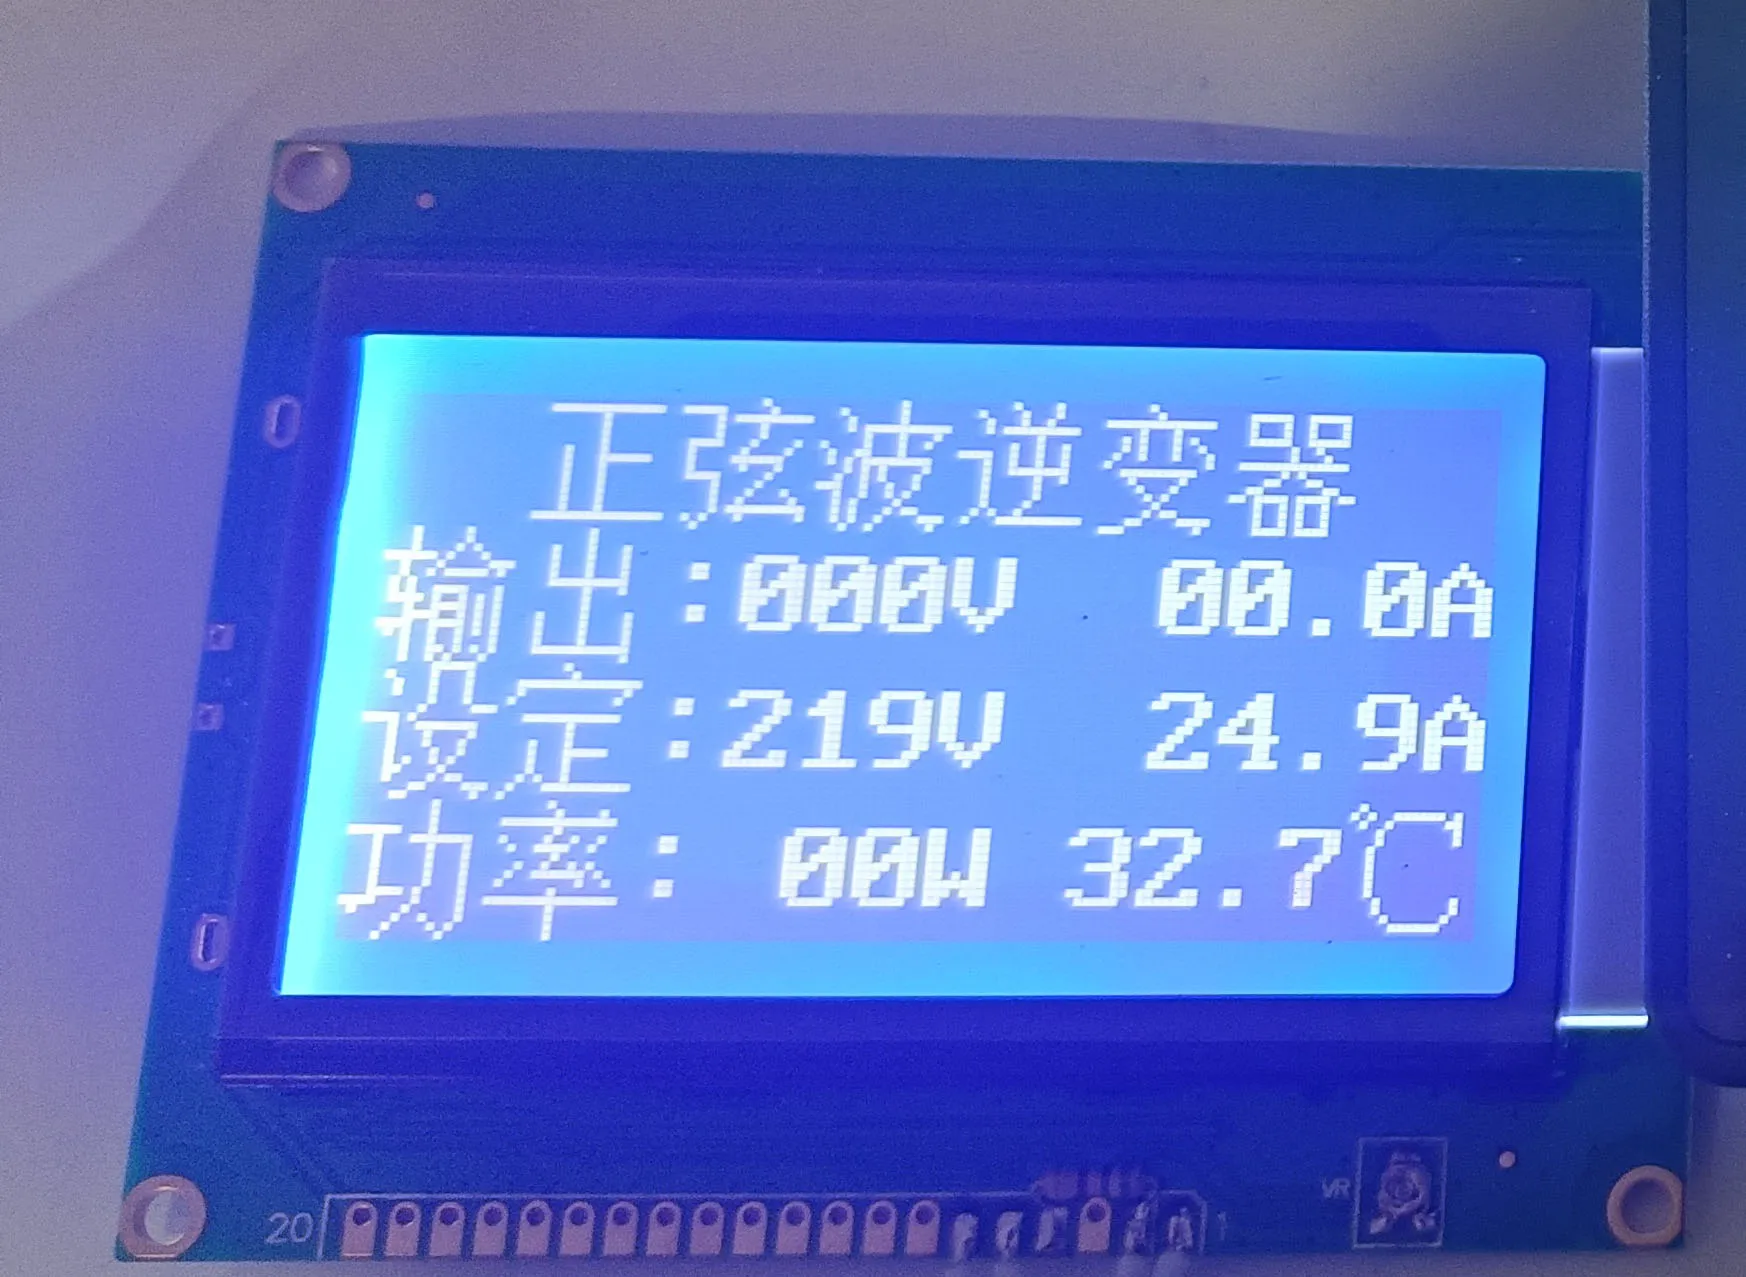 正弦波逆变器
输出:000V 00.0A
设定:219V 24.9A
功率: 00W 32.7℃
VR
20
1